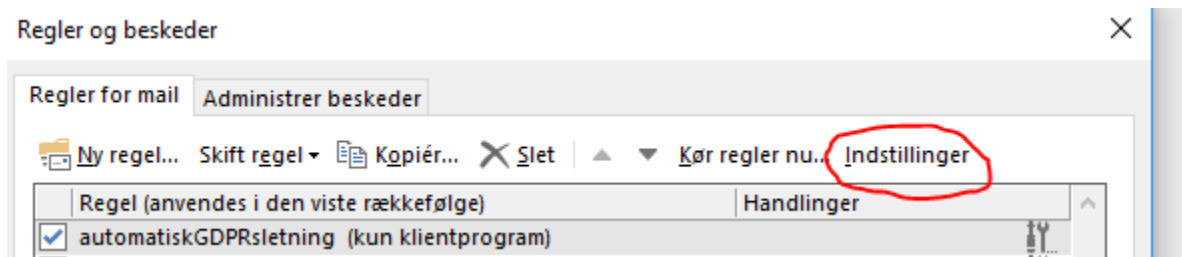 Regler og beskeder
Regler for mail Administrer beskeder
Ny regel... Skift regel Kopiér... Slet Kør regler nu... Indstillinger
Regel (anvendes i den viste rækkefølge) Handlinger
automatiskGDPRsletning (kun klientprogram)